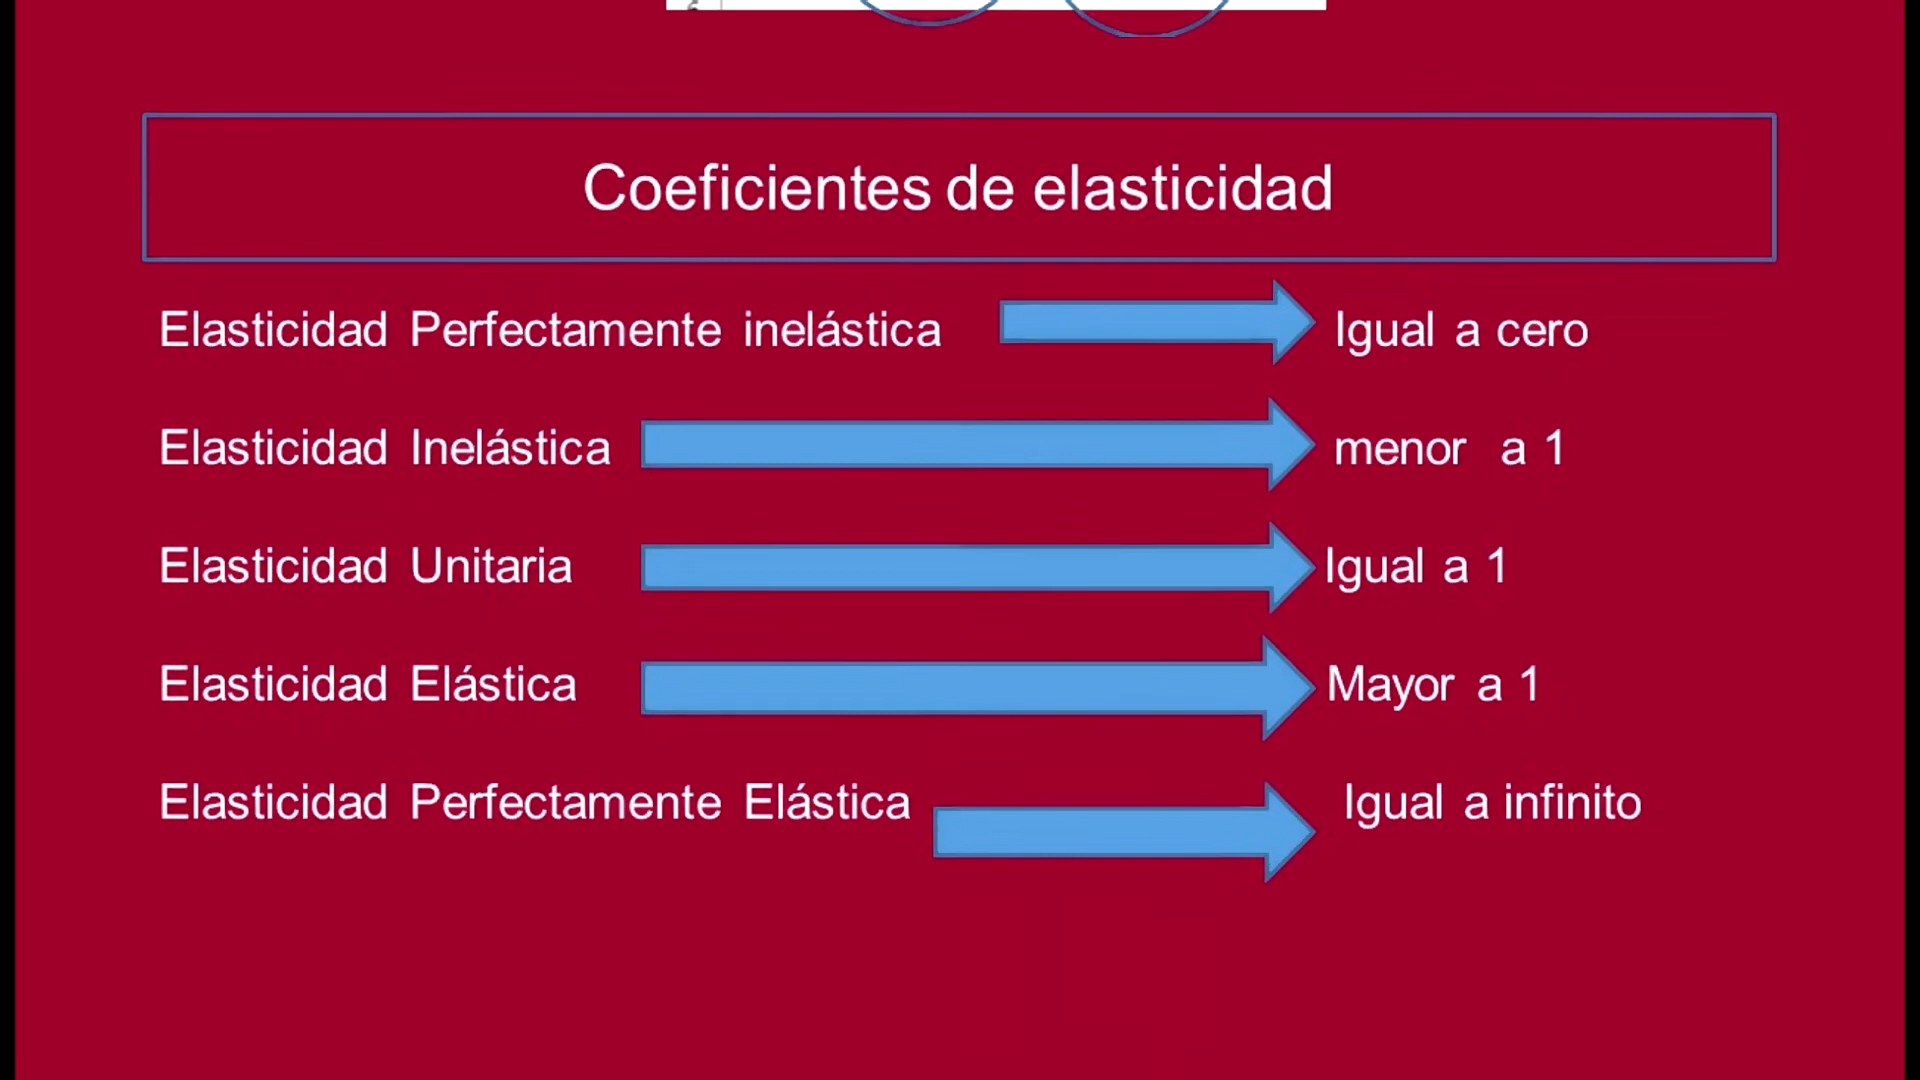 Coeficientes de elasticidad
Elasticidad Perfectamente inelástica Igual a cero
Elasticidad Inelástica menor a 1
Elasticidad Unitaria Igual a 1
Elasticidad Elástica Mayor a 1
Elasticidad Perfectamente Elástica Igual a infinito